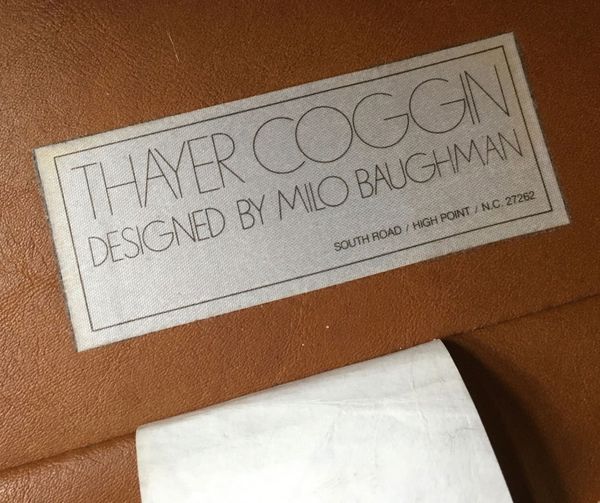 THAYER COGGIN
DESIGNED BY MILO BAUGHMAN
SOUTH ROAD / HIGH POINT / N.C. 27262